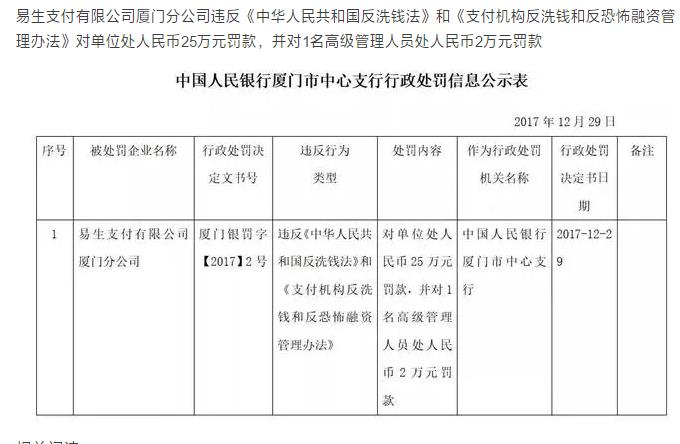 易生支付有限公司厦门分公司违反《中华人民共和国反洗钱法》和《支付机构反洗钱和反恐怖融资管
理办法》对单位处人民币25万元罚款，并对1名高级管理人员处人民币2万元罚款
中国人民银行厦门市中心支行行政处罚信息公示表
2017 年 12 月 29 日
序号
被处罚企业名称
行政处罚决
定文书号
违反行为
类型
处罚内容
作为行政处罚
机关名称
行政处罚
决定书日
期
备注
1
易生支付有限公司
厦门分公司
厦门银罚字
【2017】2 号
违反《中华人民共
和国反洗钱法》和
《支付机构反洗
钱和反恐怖融资
管理办法》
对单位处人
民币 25 万元
罚款，并对 1
名高级管理
人员处人民
币 2 万元罚
款
中国人民银行
厦门市中心支
行
2017-12-2
9